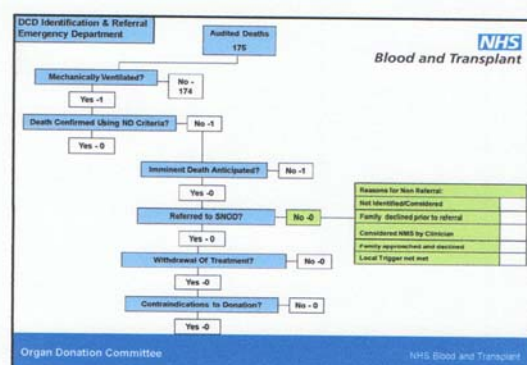 DCD Identification & Referral
Emergency Department
Audited Deaths
175
NHS
Blood and Transplant
Mechanically Ventilated?
No -
174
Yes -1
Death Confirmed Using ND Criteria?
No -1
Yes - 0
Imminent Death Anticipated?
No -1
Yes -0
Reasons for Non Referral:
Not Identified/Considered
Referred to SNOD?
No -0
Family declined prior to referral
Considered NMS by Clinician
Yes - 0
Family approached and declined
Local Trigger not met
Withdrawal Of Treatment?
No -0
Yes -0
Contraindications to Donation?
No - 0
Yes -0
Organ Donation Committee
NHS Blood and Transplant